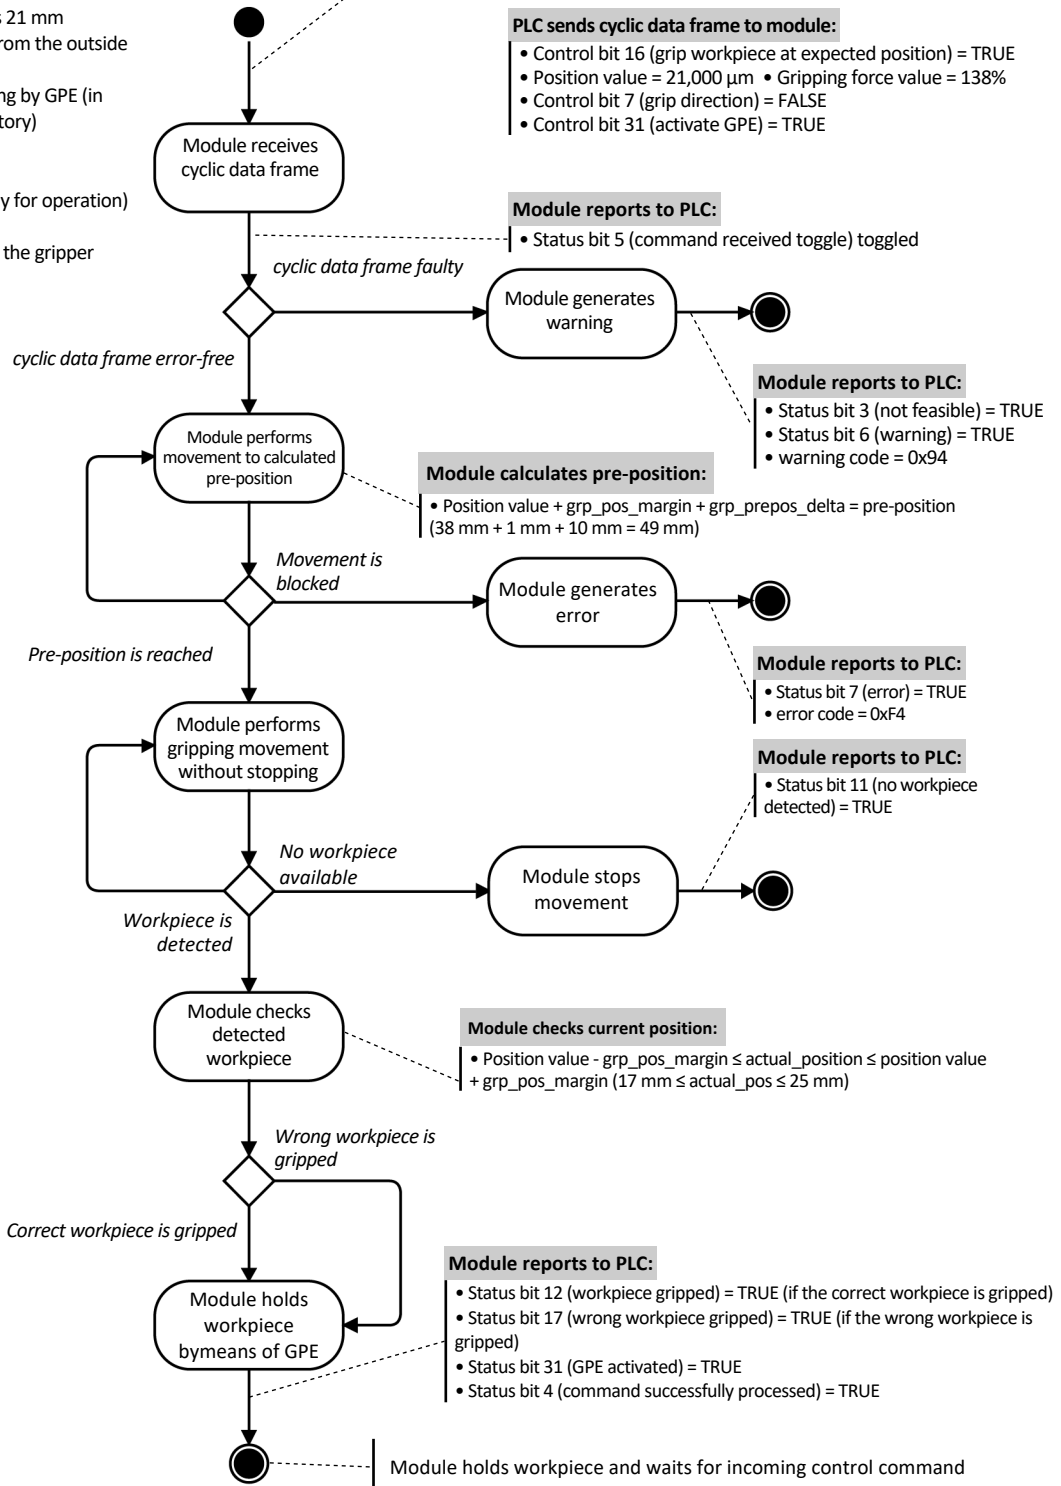 s 21 mm
rom the outside
ng by GPE (in
tory)
y for operation)
the gripper
PLC sends cyclic data frame to module:
• Control bit 16 (grip workpiece at expected position) = TRUE
• Position value = 21,000 µm • Gripping force value = 138%
• Control bit 7 (grip direction) = FALSE
• Control bit 31 (activate GPE) = TRUE
Module receives
cyclic data frame
Module reports to PLC:
• Status bit 5 (command received toggle) toggled
cyclic data frame faulty
Module generates
warning
cyclic data frame error-free
Module reports to PLC:
• Status bit 3 (not feasible) = TRUE
• Status bit 6 (warning) = TRUE
• warning code = 0x94
Module performs
movement to calculated
pre-position
Module calculates pre-position:
• Position value + grp_pos_margin + grp_prepos_delta = pre-position
(38 mm + 1 mm + 10 mm = 49 mm)
Movement is
blocked
Module generates
error
Pre-position is reached
Module reports to PLC:
• Status bit 7 (error) = TRUE
• error code = 0xF4
Module performs
gripping movement
without stopping
Module reports to PLC:
• Status bit 11 (no workpiece
detected) = TRUE
No workpiece
available
Module stops
movement
Workpiece is
detected
Module checks
detected
workpiece
Module checks current position:
• Position value - grp_pos_margin ≤ actual_position ≤ position value
+ grp_pos_margin (17 mm ≤ actual_pos ≤ 25 mm)
Wrong workpiece is
gripped
Correct workpiece is gripped
Module holds
workpiece
bymeans of GPE
Module reports to PLC:
• Status bit 12 (workpiece gripped) = TRUE (if the correct workpiece is gripped)
• Status bit 17 (wrong workpiece gripped) = TRUE (if the wrong workpiece is
gripped)
• Status bit 31 (GPE activated) = TRUE
• Status bit 4 (command successfully processed) = TRUE
Module holds workpiece and waits for incoming control command